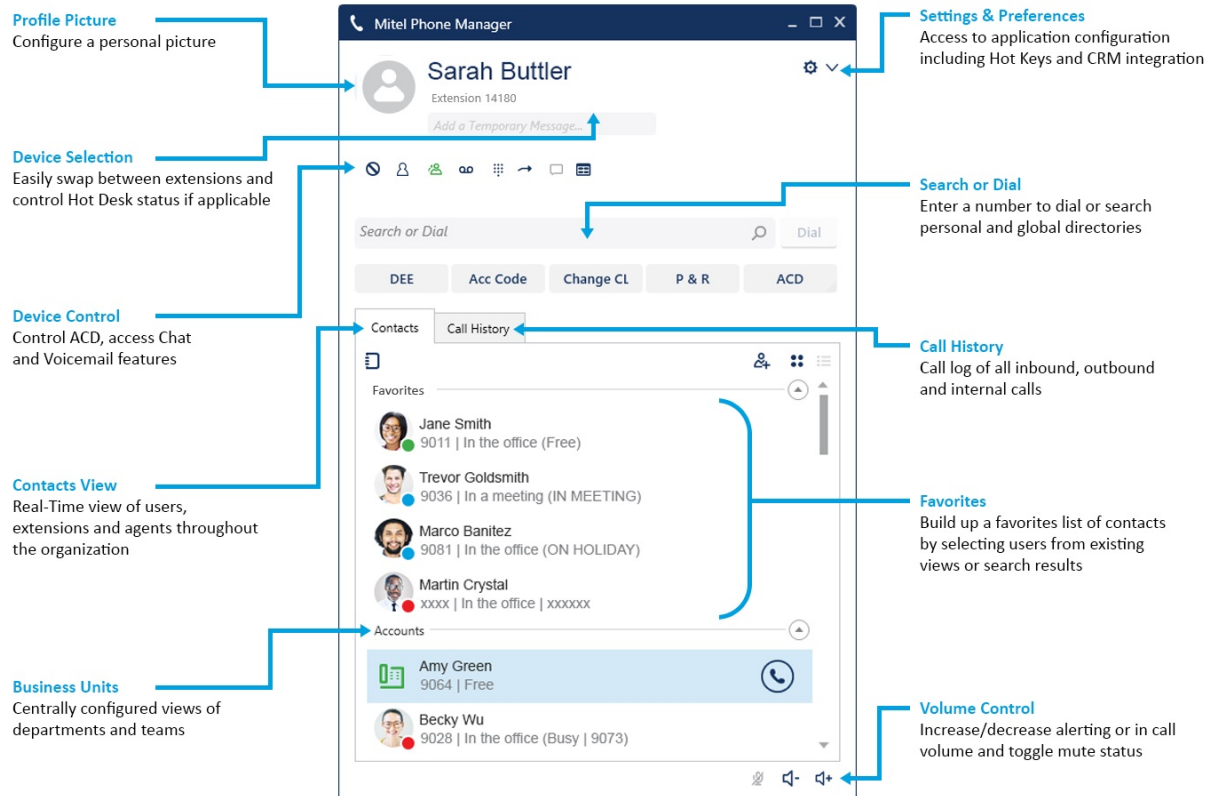 Profile Picture
Configure a personal picture
Device Selection
Easily swap between extensions and
control Hot Desk status if applicable
Device Control
Control ACD, access Chat
and Voicemail features
Contacts View
Real-Time view of users,
extensions and agents throughout
the organization
Business Units
Centrally configured views of
departments and teams
Mitel Phone Manager
Sarah Buttler
Extension 14180
Add a Temporary Message...
Search or Dial
Dial
DEE
Acc Code
Change CL
P & R
ACD
Contacts
Call History
Favorites
Jane Smith
9011 | In the office (Free)
Trevor Goldsmith
9036 | In a meeting (IN MEETING)
Marco Banitez
9081 | In the office (ON HOLIDAY)
Martin Crystal
xxxx | In the office | xxxxxx
Accounts
Amy Green
9064 | Free
Becky Wu
9028 | In the office (Busy | 9073)
Settings & Preferences
Access to application configuration
including Hot Keys and CRM integration
Search or Dial
Enter a number to dial or search
personal and global directories
Call History
Call log of all inbound, outbound
and internal calls
Favorites
Build up a favorites list of contacts
by selecting users from existing
views or search results
Volume Control
Increase/decrease alerting or in call
volume and toggle mute status